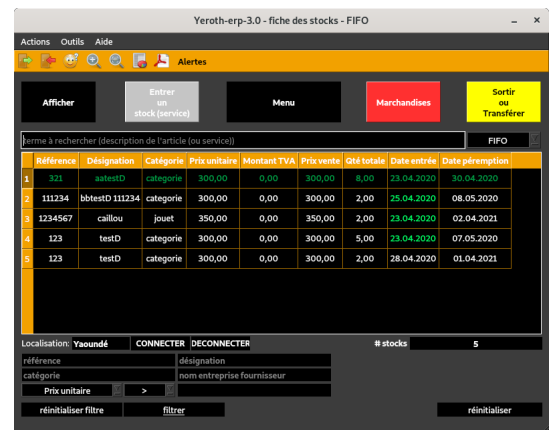 Yeroth-erp-3.0 - fiche des stocks - FIFO
Actions Outils Aide
Alertes
Afficher
Entrer
un
stock (service)
Menu
Marchandises
Sortir
ou
Transférer
terme à rechercher (description de l'article (ou service))
FIFO
Référence Désignation Catégorie Prix unitaire Montant TVA Prix vente Qté totale Date entrée Date péremption
1 321 aatestD categorie 300,00 0,00 300,00 8,00 23.04.2020 30.04.2020
2 111234 bbtestD 111234 categorie 300,00 0,00 300,00 2,00 25.04.2020 08.05.2020
3 1234567 caillou jouet 350,00 0,00 350,00 2,00 23.04.2020 02.04.2021
4 123 testD categorie 300,00 0,00 300,00 5,00 23.04.2020 07.05.2020
5 123 testD categorie 300,00 0,00 300,00 2,00 28.04.2020 01.04.2021
Localisation: Yaoundé CONNECTER DECONNECTER # stocks 5
référence désignation
catégorie nom entreprise fournisseur
Prix unitaire >
réinitialiser filtre filtrer réinitialiser